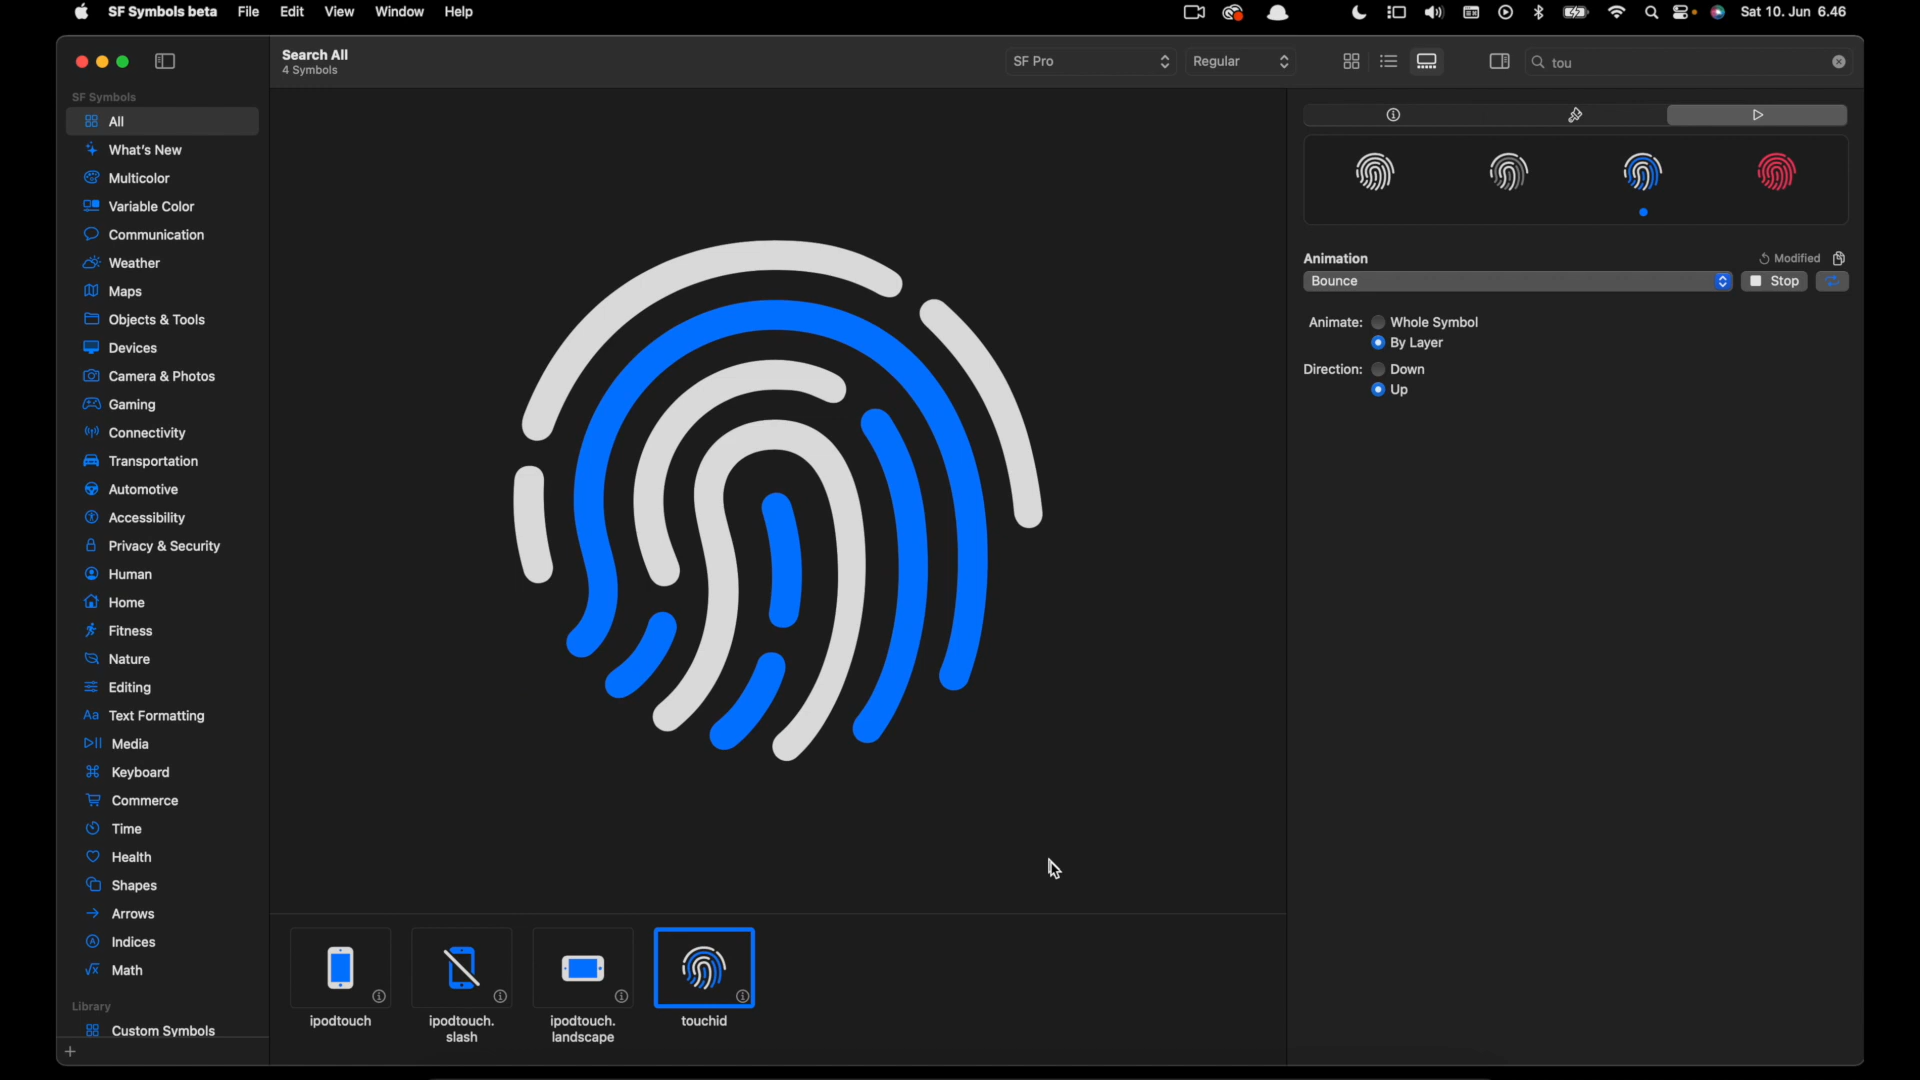 SF Symbols beta File Edit View Window Help
Sat 10. Jun 6.46
Search All
4 Symbols
SF Pro
Regular
tou
SF Symbols
All
What's New
Multicolor
Variable Color
Communication
Weather
Maps
Objects & Tools
Devices
Camera & Photos
Gaming
Connectivity
Transportation
Automotive
Accessibility
Privacy & Security
Human
Home
Fitness
Nature
Editing
Aa Text Formatting
Media
Keyboard
Commerce
Time
Health
Shapes
Arrows
Indices
Math
Library
Custom Symbols
Animation
Modified
Bounce
Stop
Animate: Whole Symbol
By Layer
Direction: Down
Up
ipodtouch
ipodtouch.
slash
ipodtouch.
landscape
touchid